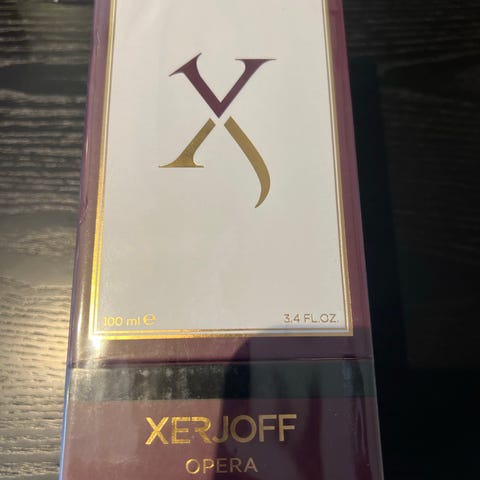 X
100 ml ℮
3.4 FL.OZ.
XERJOFF
OPERA